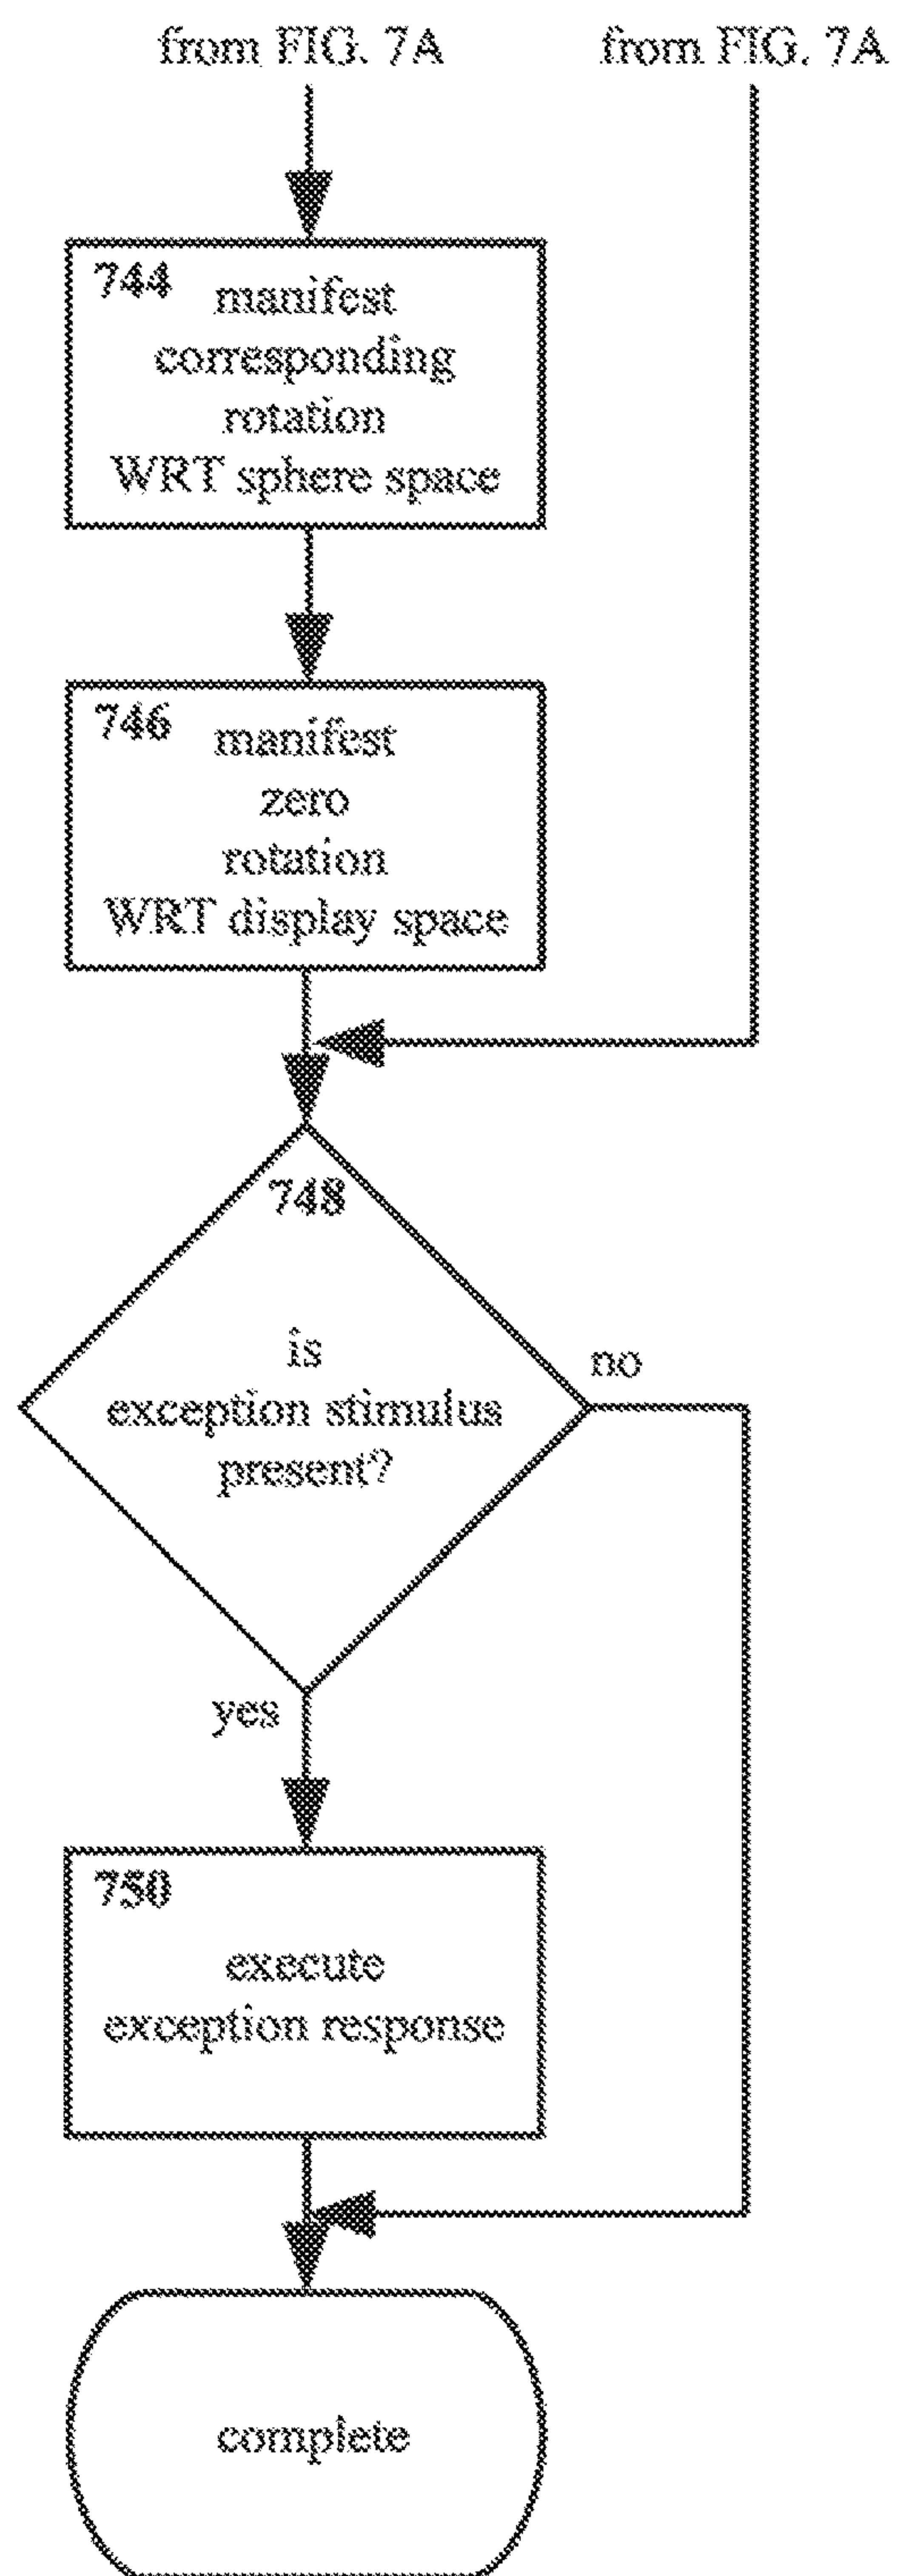 from FIG. 7A
from FIG. 7A
744
manifest
corresponding
rotation
WRT sphere space
746
manifest
zero
rotation
WRT display space
748
is
exception stimulus
present?
no
yes
750
execute
exception response
complete